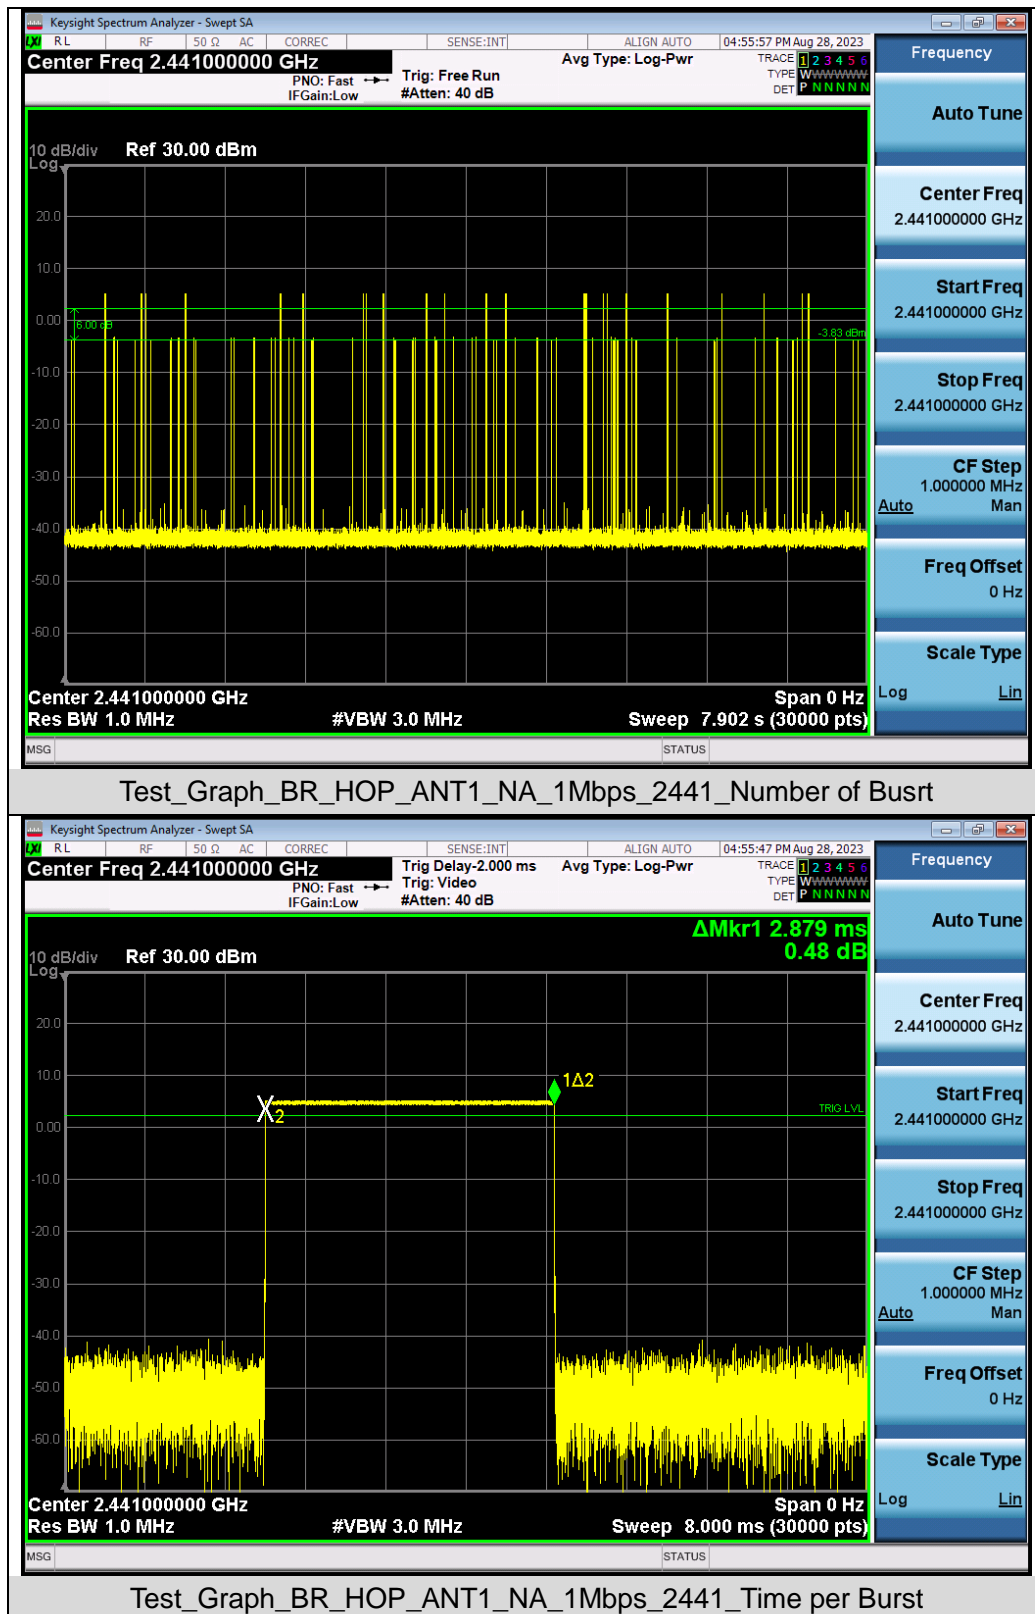 Keysight Spectrum Analyzer - Swept SA
LXI RL RF 50 Ω AC CORREC SENSE:INT ALIGN AUTO 04:55:57 PM Aug 28, 2023
Center Freq 2.441000000 GHz
PNO: Fast
IFGain:Low
Trig: Free Run
#Atten: 40 dB
Avg Type: Log-Pwr
TRACE 1 2 3 4 5 6
TYPE WWWWWW
DET P N N N N N
Frequency
Auto Tune
Center Freq
2.441000000 GHz
Start Freq
2.441000000 GHz
Stop Freq
2.441000000 GHz
CF Step
1.000000 MHz
Auto Man
Freq Offset
0 Hz
Scale Type
Log Lin
10 dB/div Ref 30.00 dBm
Log
20.0
10.0
0.00
6.00 dB
-3.83 dBm
-10.0
-20.0
-30.0
-40.0
-50.0
-60.0
Center 2.441000000 GHz Span 0 Hz
Res BW 1.0 MHz #VBW 3.0 MHz Sweep 7.902 s (30000 pts)
MSG STATUS
Test_Graph_BR_HOP_ANT1_NA_1Mbps_2441_Number of Busrt
Keysight Spectrum Analyzer - Swept SA
LXI RL RF 50 Ω AC CORREC SENSE:INT ALIGN AUTO 04:55:47 PM Aug 28, 2023
Center Freq 2.441000000 GHz
PNO: Fast
IFGain:Low
Trig Delay-2.000 ms
Trig: Video
#Atten: 40 dB
Avg Type: Log-Pwr
TRACE 1 2 3 4 5 6
TYPE WWWWWW
DET P N N N N N
Frequency
Auto Tune
Center Freq
2.441000000 GHz
Start Freq
2.441000000 GHz
Stop Freq
2.441000000 GHz
CF Step
1.000000 MHz
Auto Man
Freq Offset
0 Hz
Scale Type
Log Lin
ΔMkr1 2.879 ms
0.48 dB
10 dB/div Ref 30.00 dBm
Log
20.0
10.0
1Δ2
X2
TRIG LVL
0.00
-10.0
-20.0
-30.0
-40.0
-50.0
-60.0
Center 2.441000000 GHz Span 0 Hz
Res BW 1.0 MHz #VBW 3.0 MHz Sweep 8.000 ms (30000 pts)
MSG STATUS
Test_Graph_BR_HOP_ANT1_NA_1Mbps_2441_Time per Burst